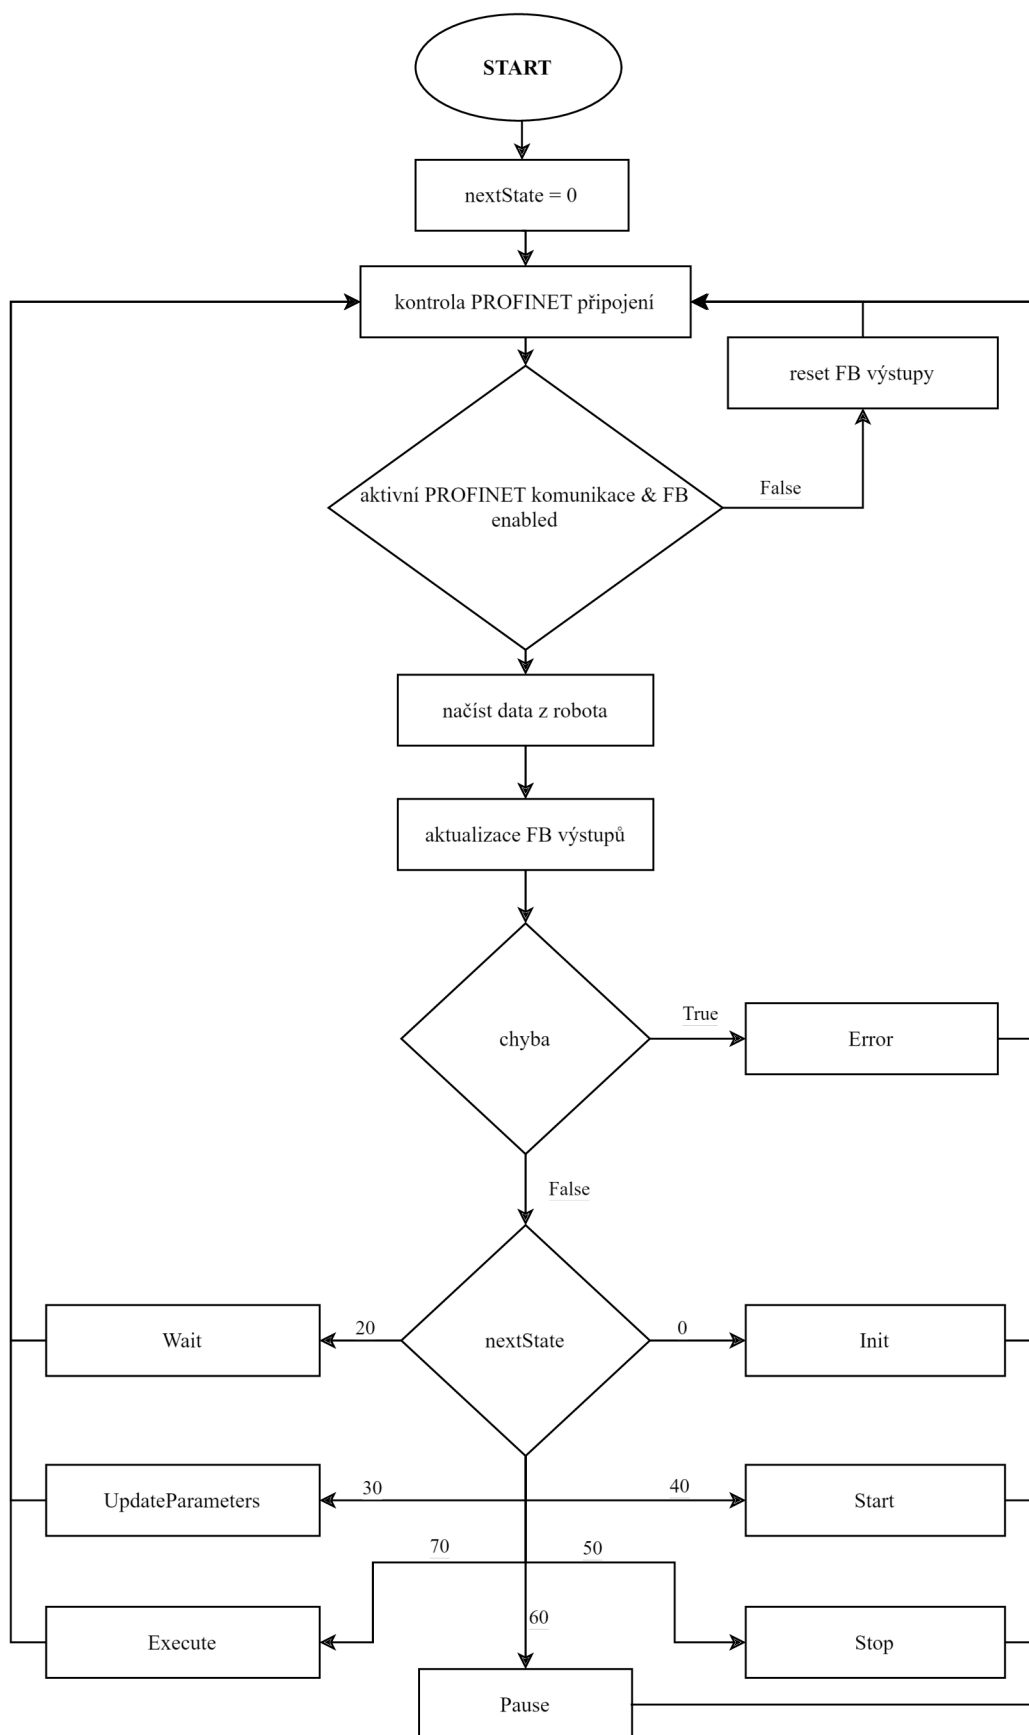 START
nextState = 0
kontrola PROFINET připojení
reset FB výstupy
aktivní PROFINET komunikace & FB
enabled
False
načíst data z robota
aktualizace FB výstupů
chyba
True
Error
False
Wait
20
nextState
0
Init
UpdateParameters
30
40
Start
70
50
Execute
60
Stop
Pause